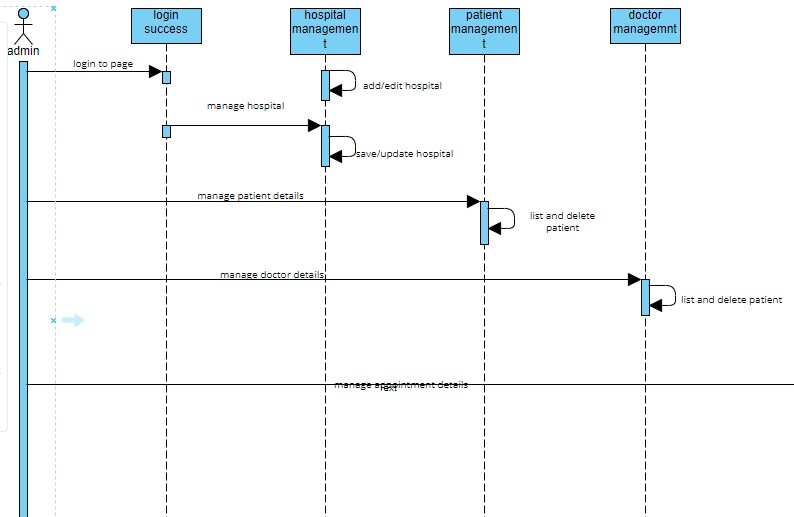 login
success
hospital
managemen
t
patient
managemen
t
doctor
managemnt
admin
login to page
add/edit hospital
manage hospital
save/update hospital
manage patient details
list and delete
patient
manage doctor details
list and delete patient
manage appointment details
Text